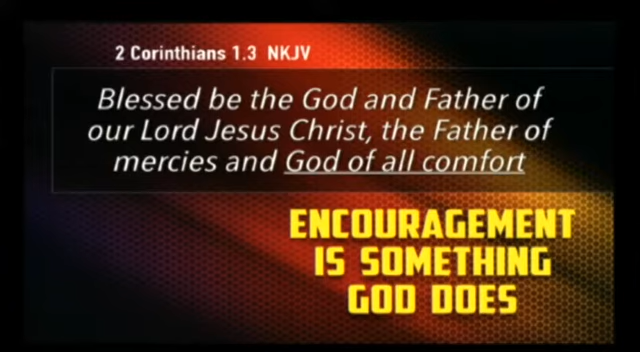 2 Corinthians 1.3 NKJV
Blessed be the God and Father of
our Lord Jesus Christ, the Father of
mercies and God of all comfort
ENCOURAGEMENT
IS SOMETHING
GOD DOES